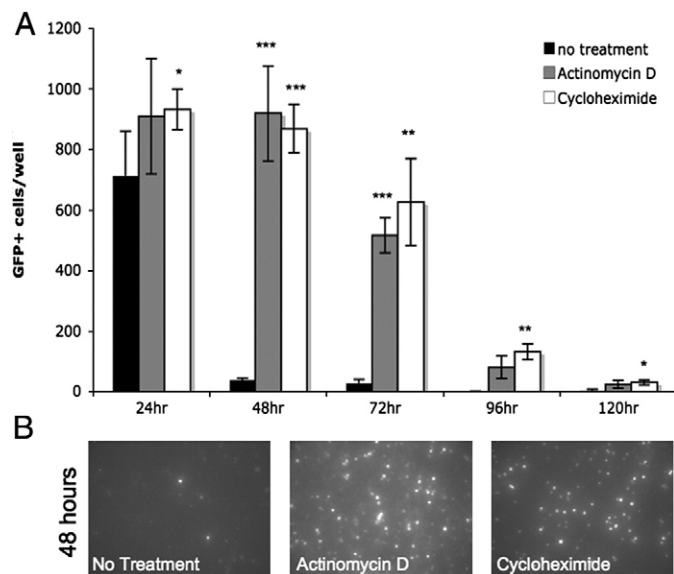 A
1200
1000
800
600
400
200
0
GFP+ cells/well
no treatment
Actinomycin D
Cycloheximide
*
***
***
***
**
**
*
24hr
48hr
72hr
96hr
120hr
B
48 hours
No Treatment
Actinomycin D
Cycloheximide